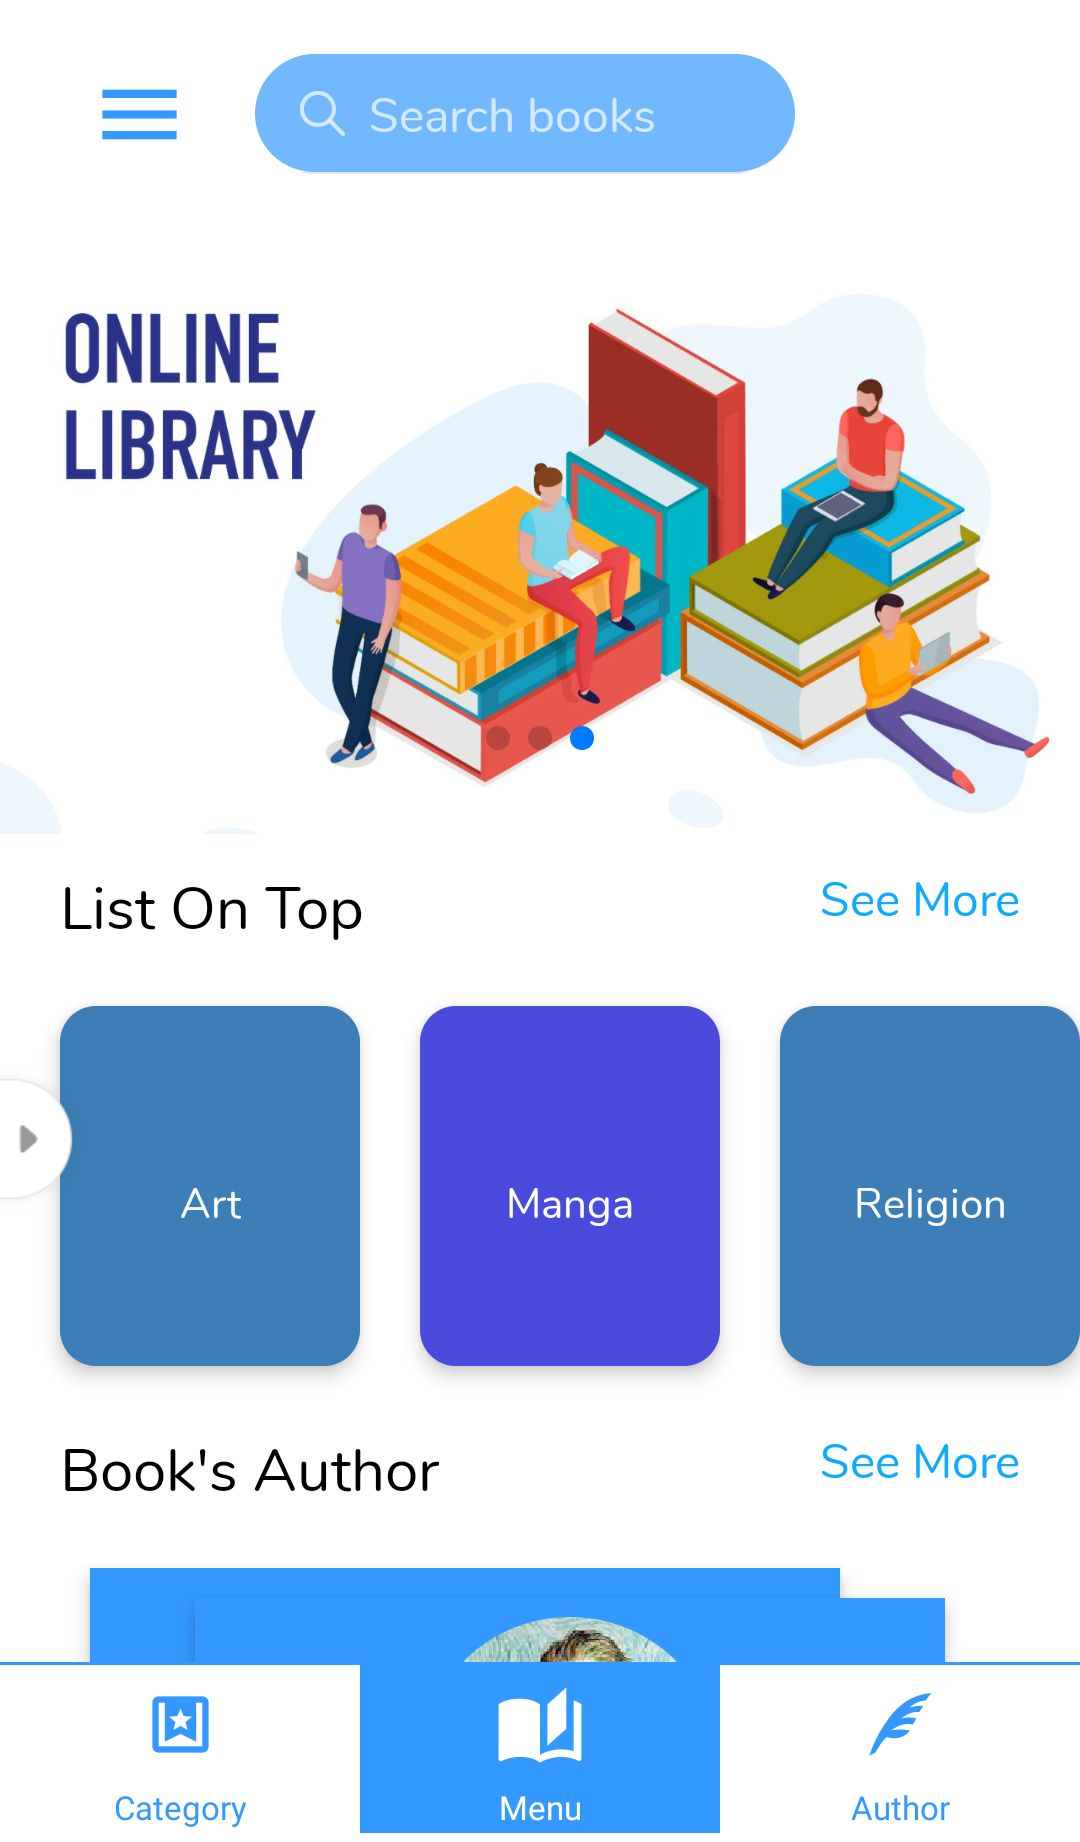 Search books
ONLINE
LIBRARY
List On Top
See More
Art
Manga
Religion
Book's Author
See More
Category
Menu
Author